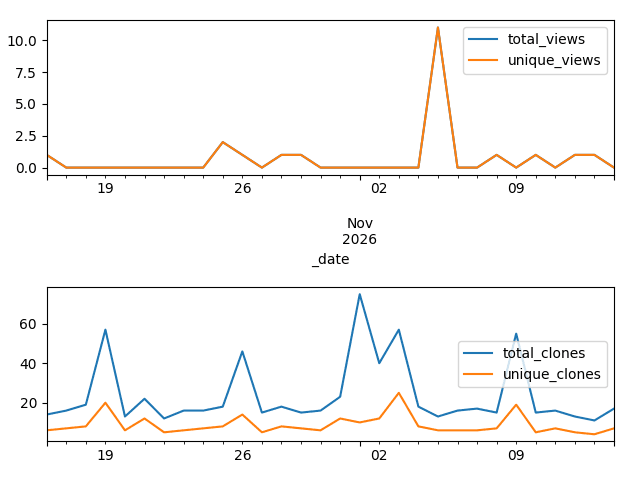 10.0
7.5
5.0
2.5
0.0
total_views
unique_views
19
26
02
09
Nov
2026
_date
60
40
20
total_clones
unique_clones
19
26
02
09